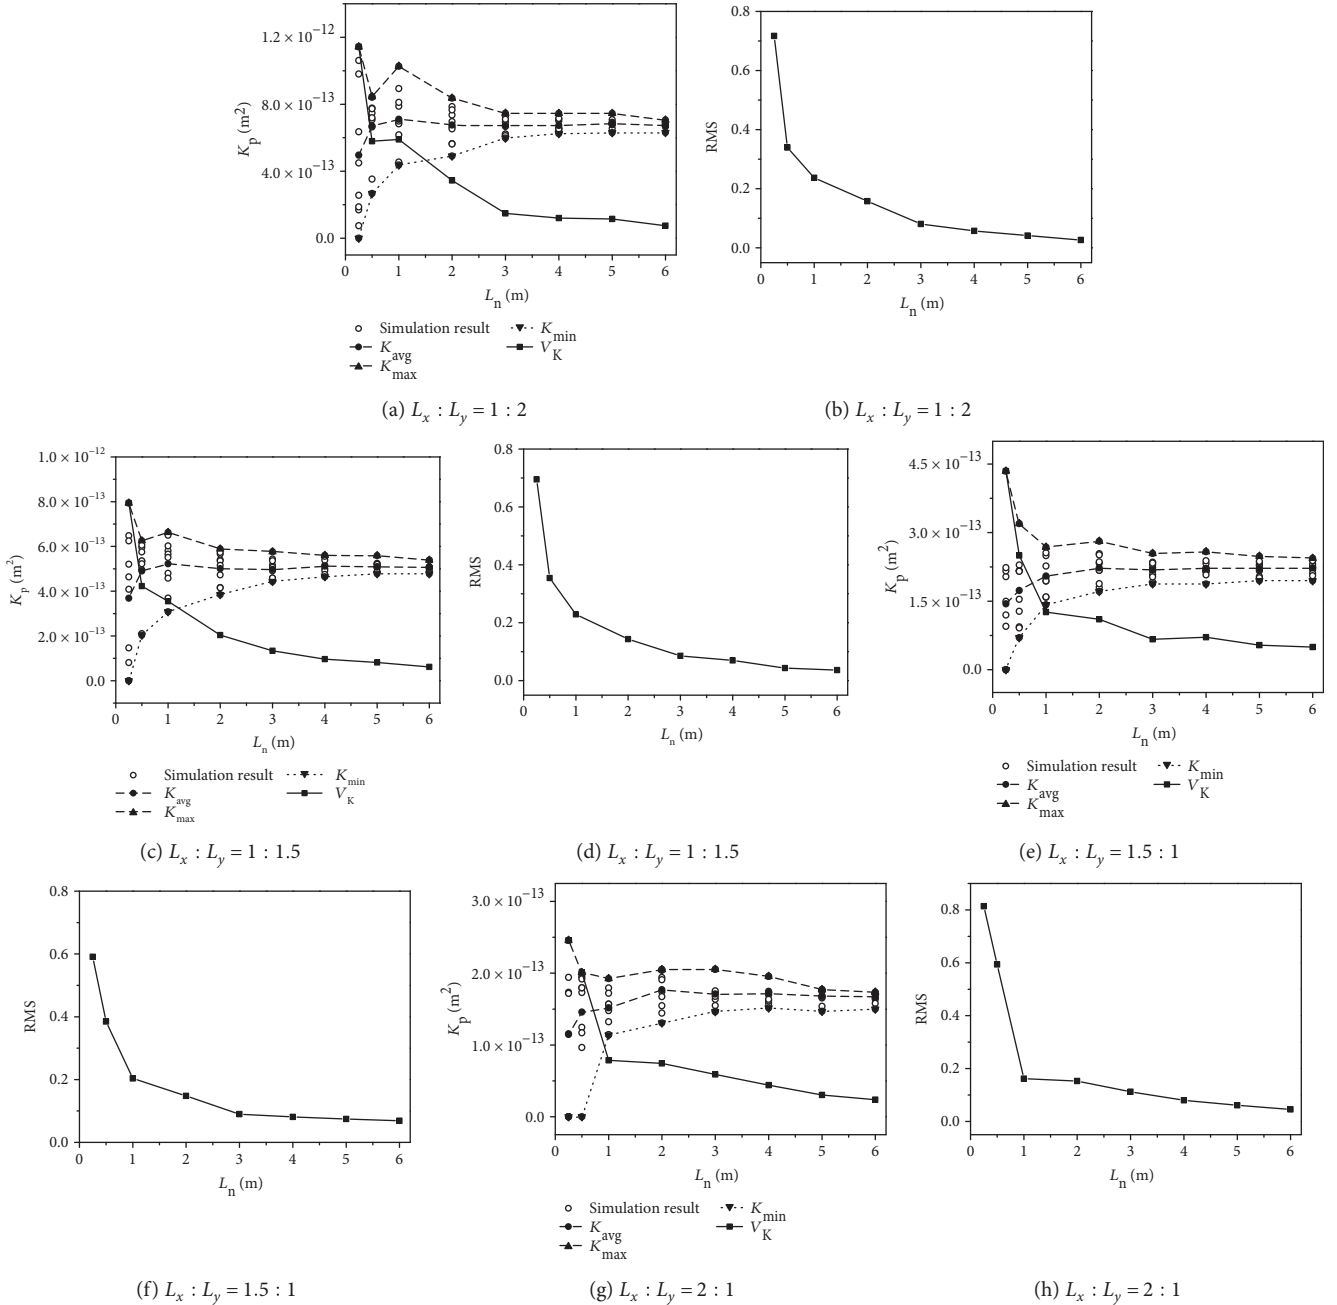 1.2 × 10⁻¹²
8.0 × 10⁻¹³
4.0 × 10⁻¹³
0.0
K_p (m²)
0 1 2 3 4 5 6
L_n (m)
Simulation result
K_avg
K_max
K_min
V_K
(a) L_x : L_y = 1 : 2
0.8
0.6
0.4
0.2
0.0
RMS
0 1 2 3 4 5 6
L_n (m)
(b) L_x : L_y = 1 : 2
1.0 × 10⁻¹²
8.0 × 10⁻¹³
6.0 × 10⁻¹³
4.0 × 10⁻¹³
2.0 × 10⁻¹³
0.0
K_p (m²)
0 1 2 3 4 5 6
L_n (m)
Simulation result
K_avg
K_max
K_min
V_K
(c) L_x : L_y = 1 : 1.5
0.8
0.6
0.4
0.2
0.0
RMS
0 1 2 3 4 5 6
L_n (m)
(d) L_x : L_y = 1 : 1.5
4.5 × 10⁻¹³
3.0 × 10⁻¹³
1.5 × 10⁻¹³
0.0
K_p (m²)
0 1 2 3 4 5 6
L_n (m)
Simulation result
K_avg
K_max
K_min
V_K
(e) L_x : L_y = 1.5 : 1
0.8
0.6
0.4
0.2
0.0
RMS
0 1 2 3 4 5 6
L_n (m)
(f) L_x : L_y = 1.5 : 1
3.0 × 10⁻¹³
2.0 × 10⁻¹³
1.0 × 10⁻¹³
0.0
K_p (m²)
0 1 2 3 4 5 6
L_n (m)
Simulation result
K_avg
K_max
K_min
V_K
(g) L_x : L_y = 2 : 1
0.8
0.6
0.4
0.2
0.0
RMS
0 1 2 3 4 5 6
L_n (m)
(h) L_x : L_y = 2 : 1